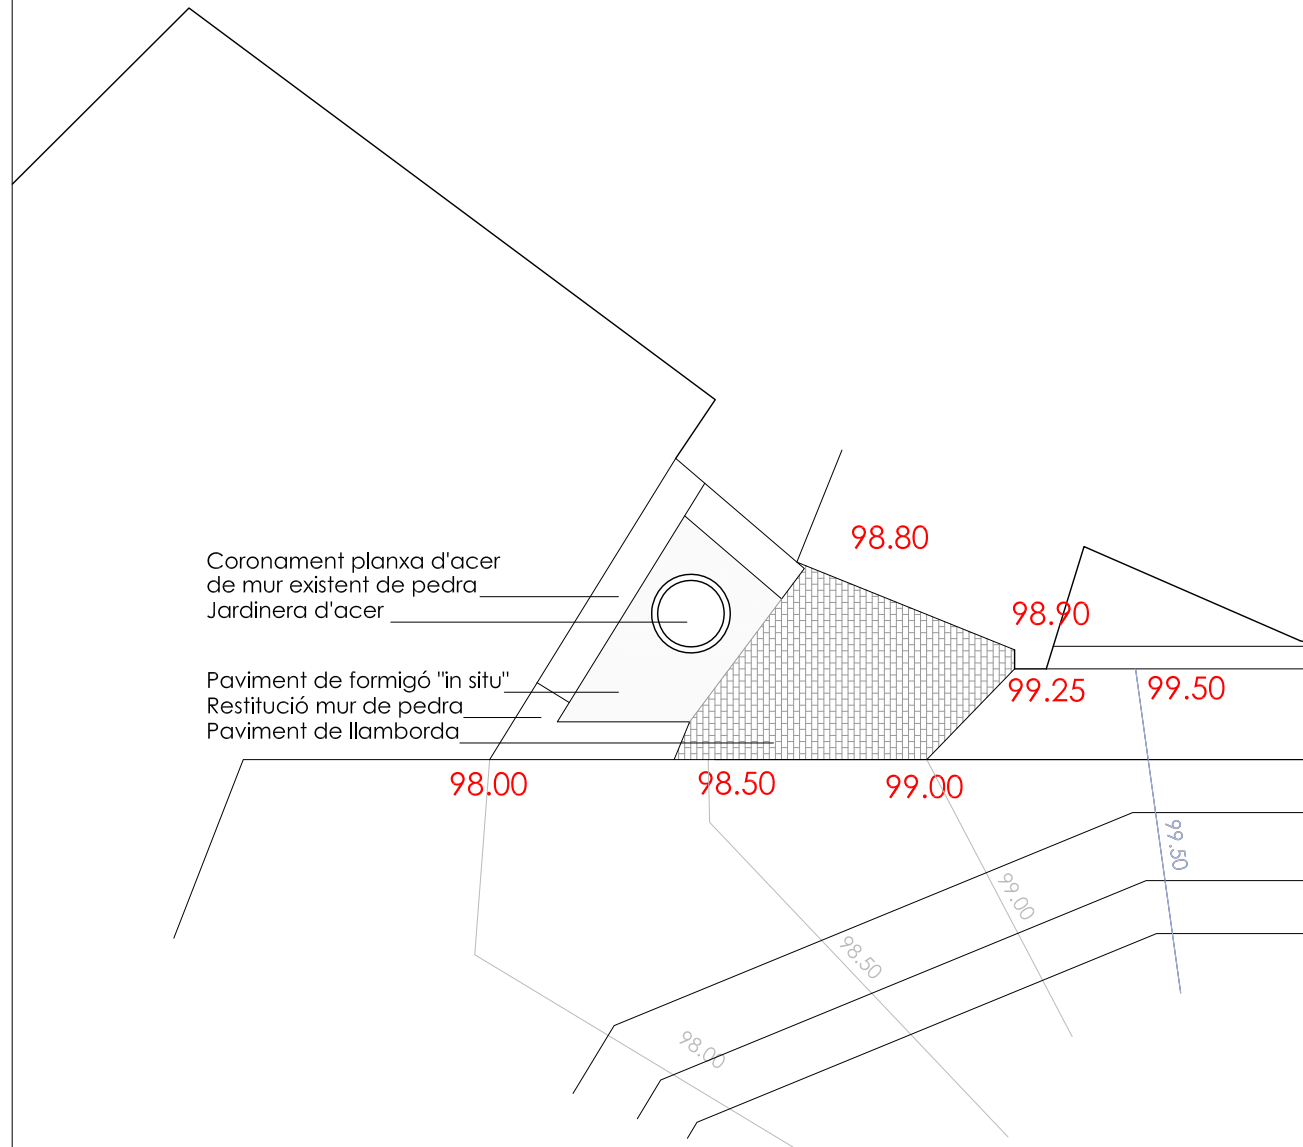 98.80
Coronament planxa d'acer
de mur existent de pedra
Jardinera d'acer
98.90
Paviment de formigó "in situ"
Restitució mur de pedra
Paviment de llamborda
99.25
99.50
98.00
98.50
99.00
99.50
99.00
98.50
98.00